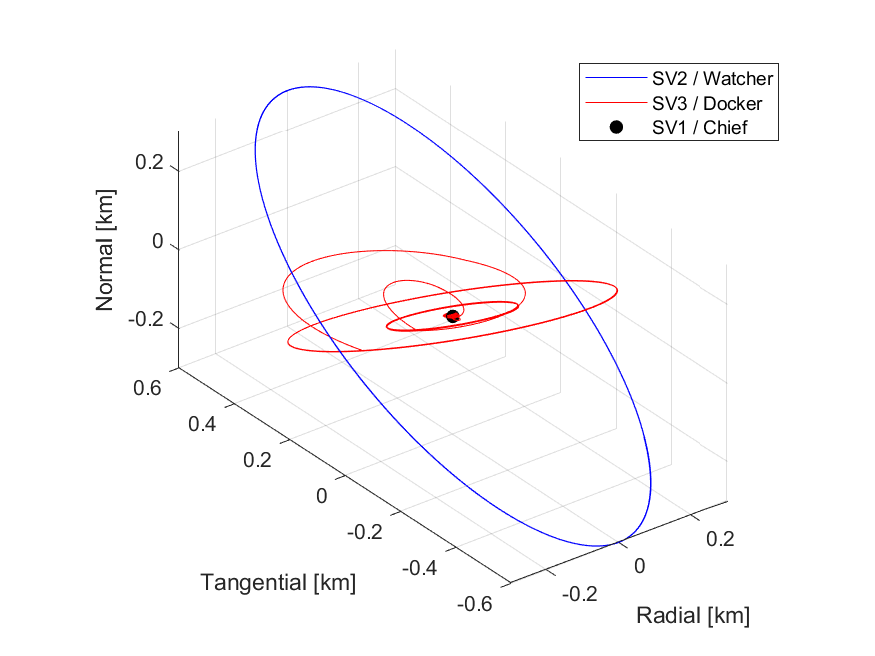 SV2 / Watcher
SV3 / Docker
SV1 / Chief
Normal [km]
0.2
0
-0.2
0.6
0.4
0.2
0
-0.2
-0.4
-0.6
Tangential [km]
-0.2
0
0.2
Radial [km]